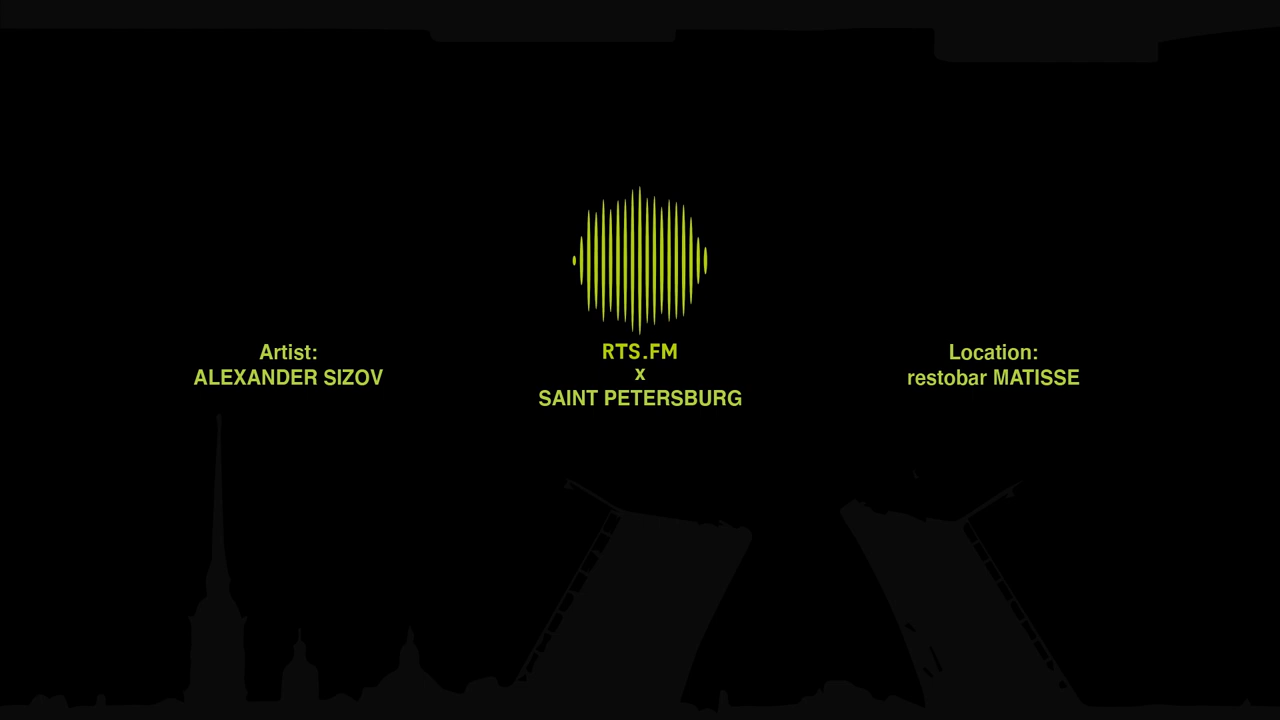 Artist:
ALEXANDER SIZOV
RTS.FM
x
SAINT PETERSBURG
Location:
restobar MATISSE